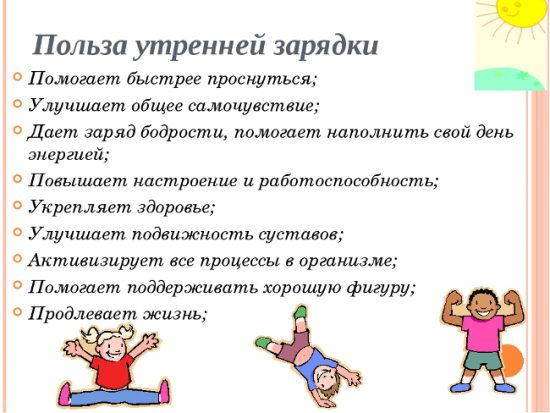 Польза утренней зарядки
Помогает быстрее проснуться;
Улучшает общее самочувствие;
Дает заряд бодрости, помогает наполнить свой день
энергией;
Повышает настроение и работоспособность;
Укрепляет здоровье;
Улучшает подвижность суставов;
Активизирует все процессы в организме;
Помогает поддерживать хорошую фигуру;
Продлевает жизнь;